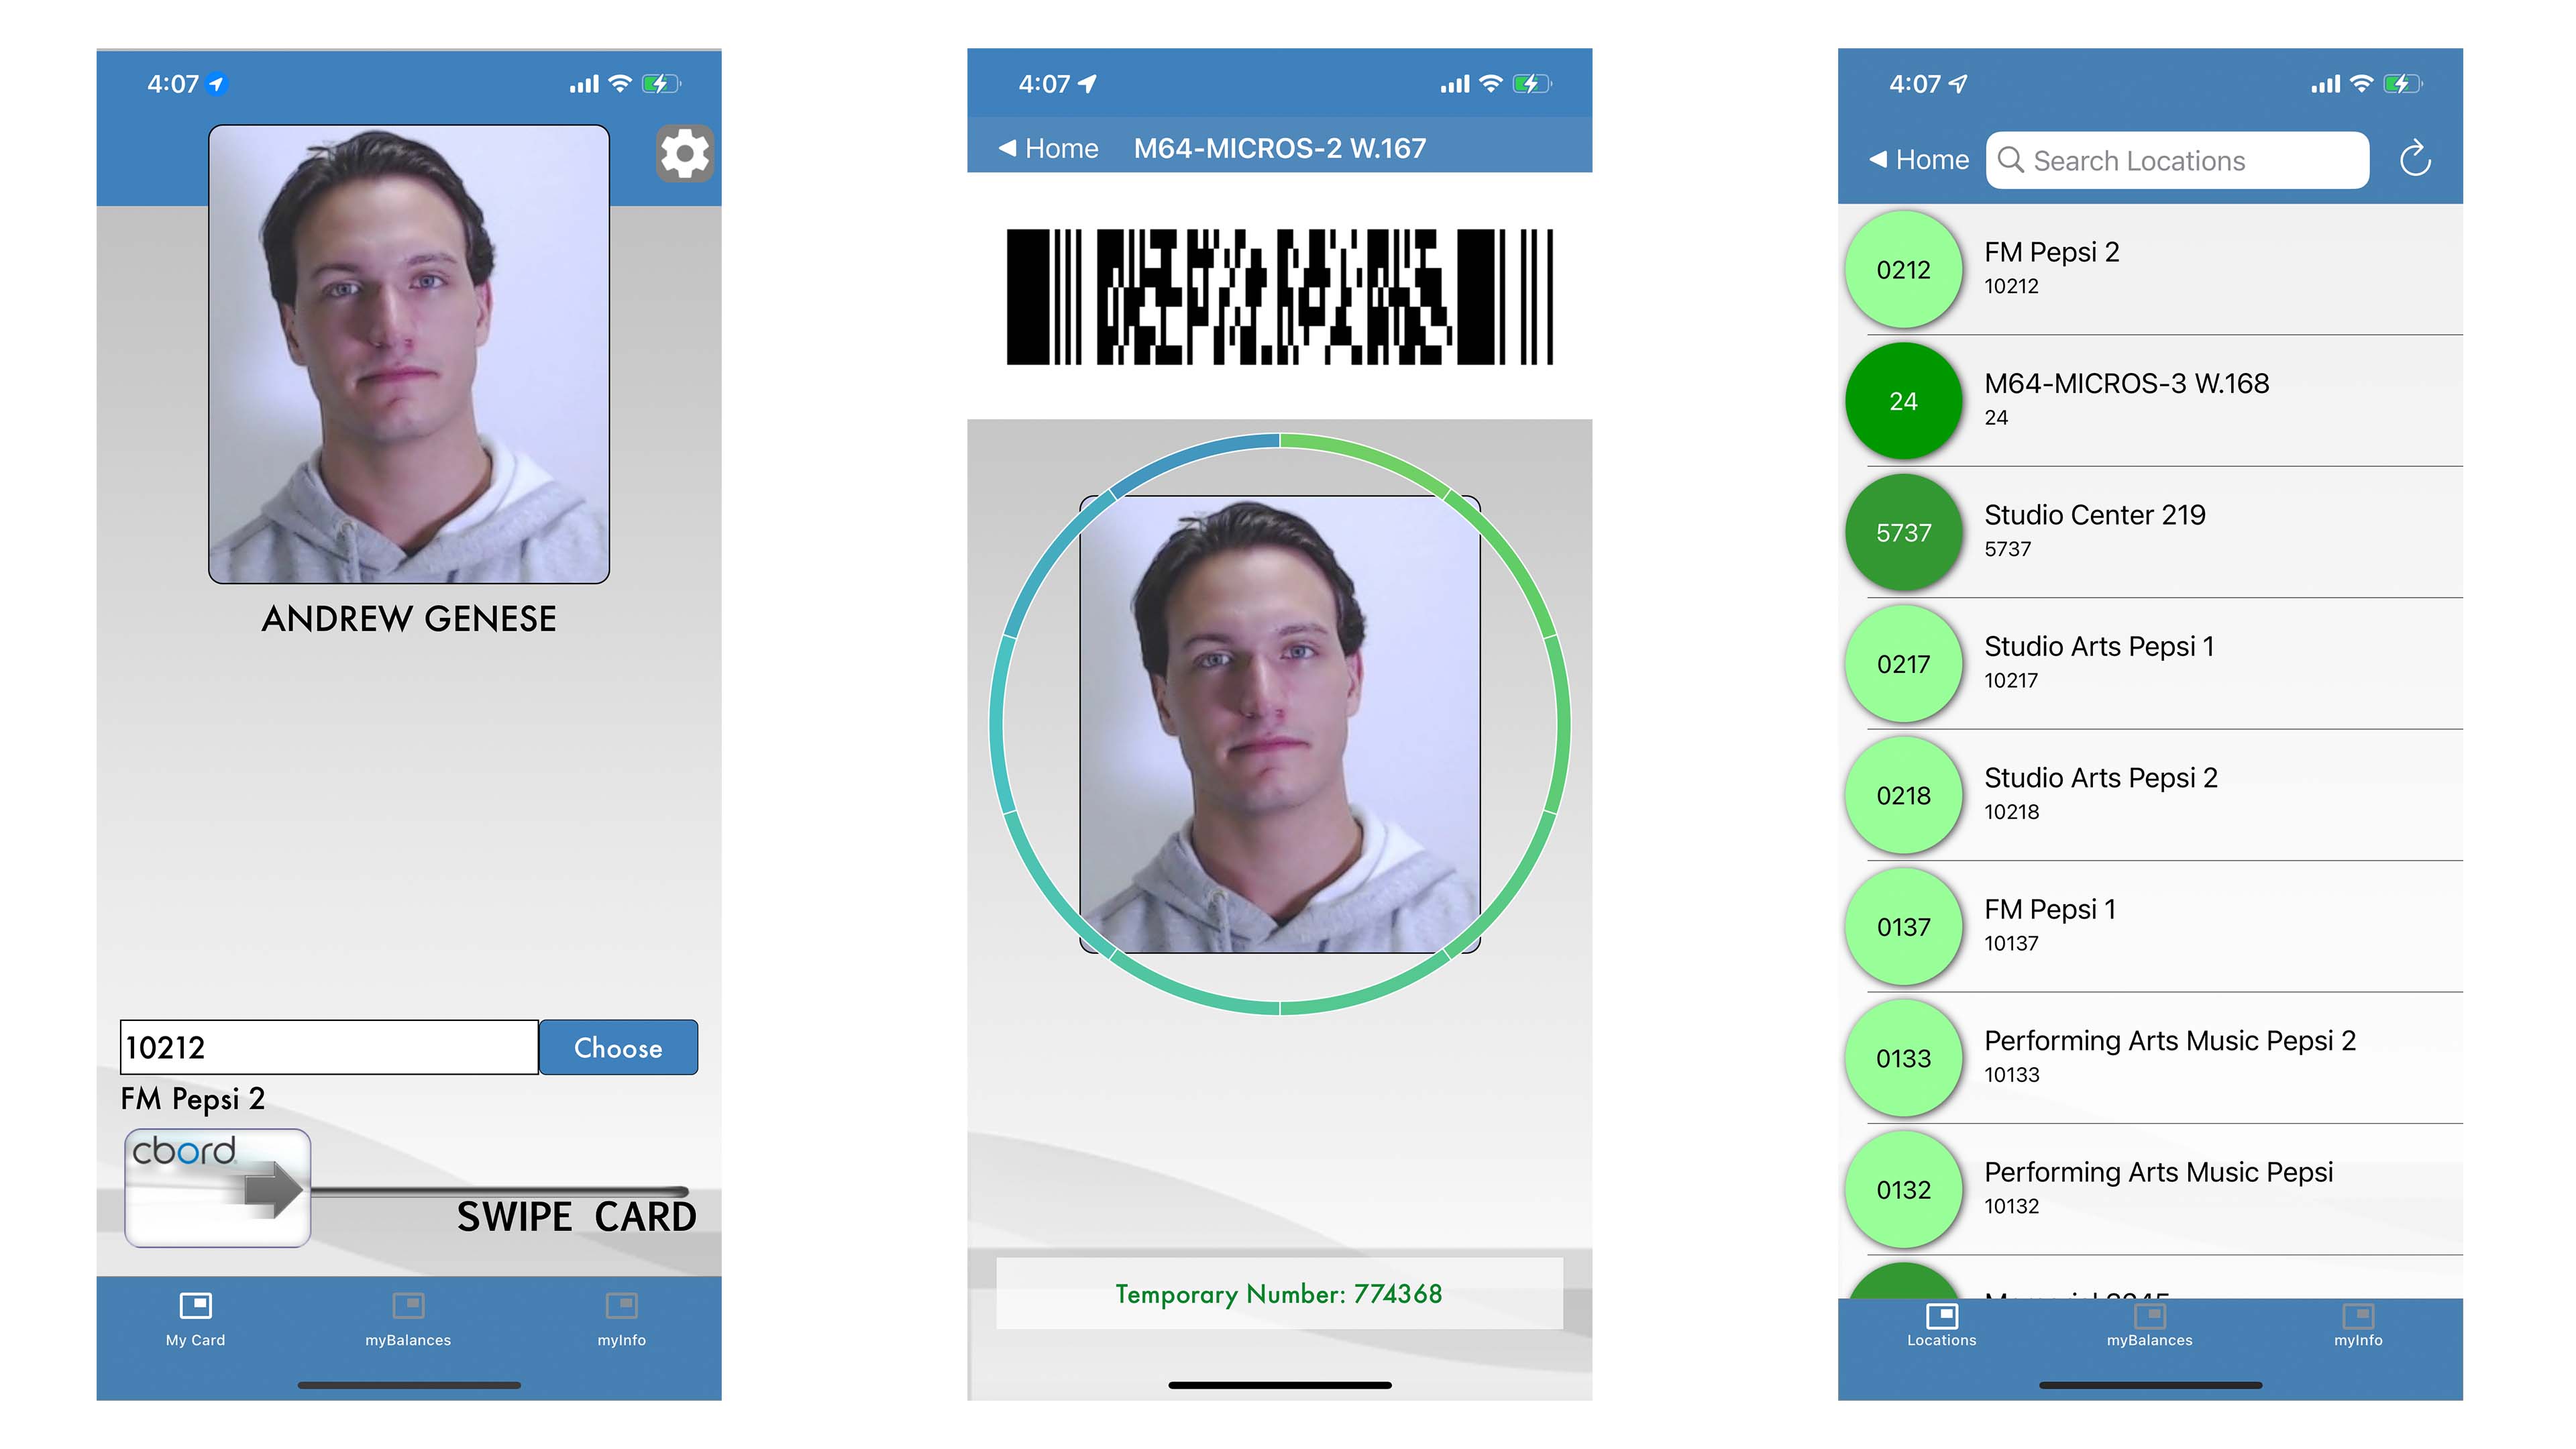 4:07
ANDREW GENESE
10212
Choose
FM Pepsi 2
cbord
SWIPE CARD
My Card
myBalances
myInfo
4:07
Home
M64-MICROS-2 W.167
Temporary Number: 774368
4:07
Home
Search Locations
0212
FM Pepsi 2
10212
24
M64-MICROS-3 W.168
24
5737
Studio Center 219
5737
0217
Studio Arts Pepsi 1
10217
0218
Studio Arts Pepsi 2
10218
0137
FM Pepsi 1
10137
0133
Performing Arts Music Pepsi 2
10133
0132
Performing Arts Music Pepsi
10132
Locations
myBalances
myInfo